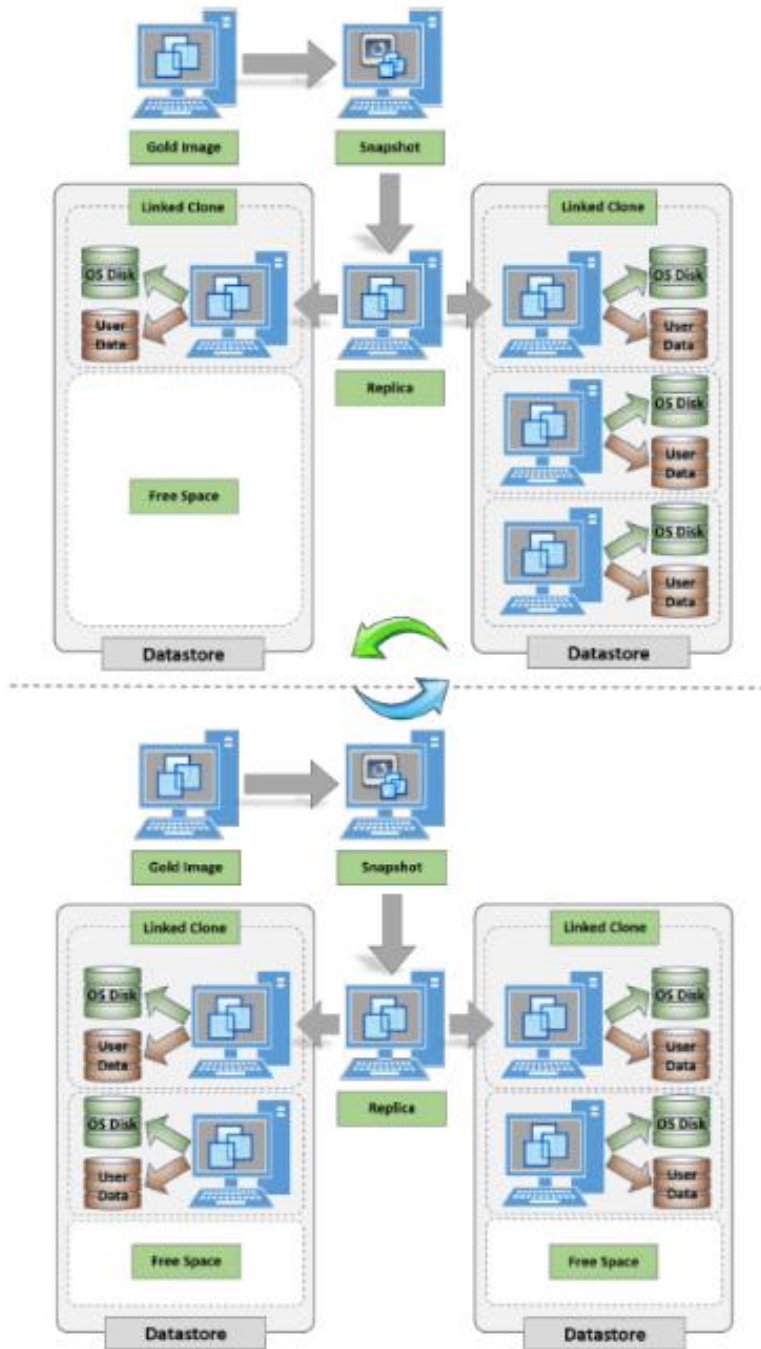 Gold Image
Snapshot
Linked Clone
Linked Clone
OS Disk
User
Data
OS Disk
User
Data
Replica
OS Disk
User
Data
Free Space
OS Disk
User
Data
Datastore
Datastore
Gold Image
Snapshot
Linked Clone
Linked Clone
OS Disk
User
Data
OS Disk
User
Data
Replica
OS Disk
User
Data
OS Disk
User
Data
Free Space
Free Space
Datastore
Datastore